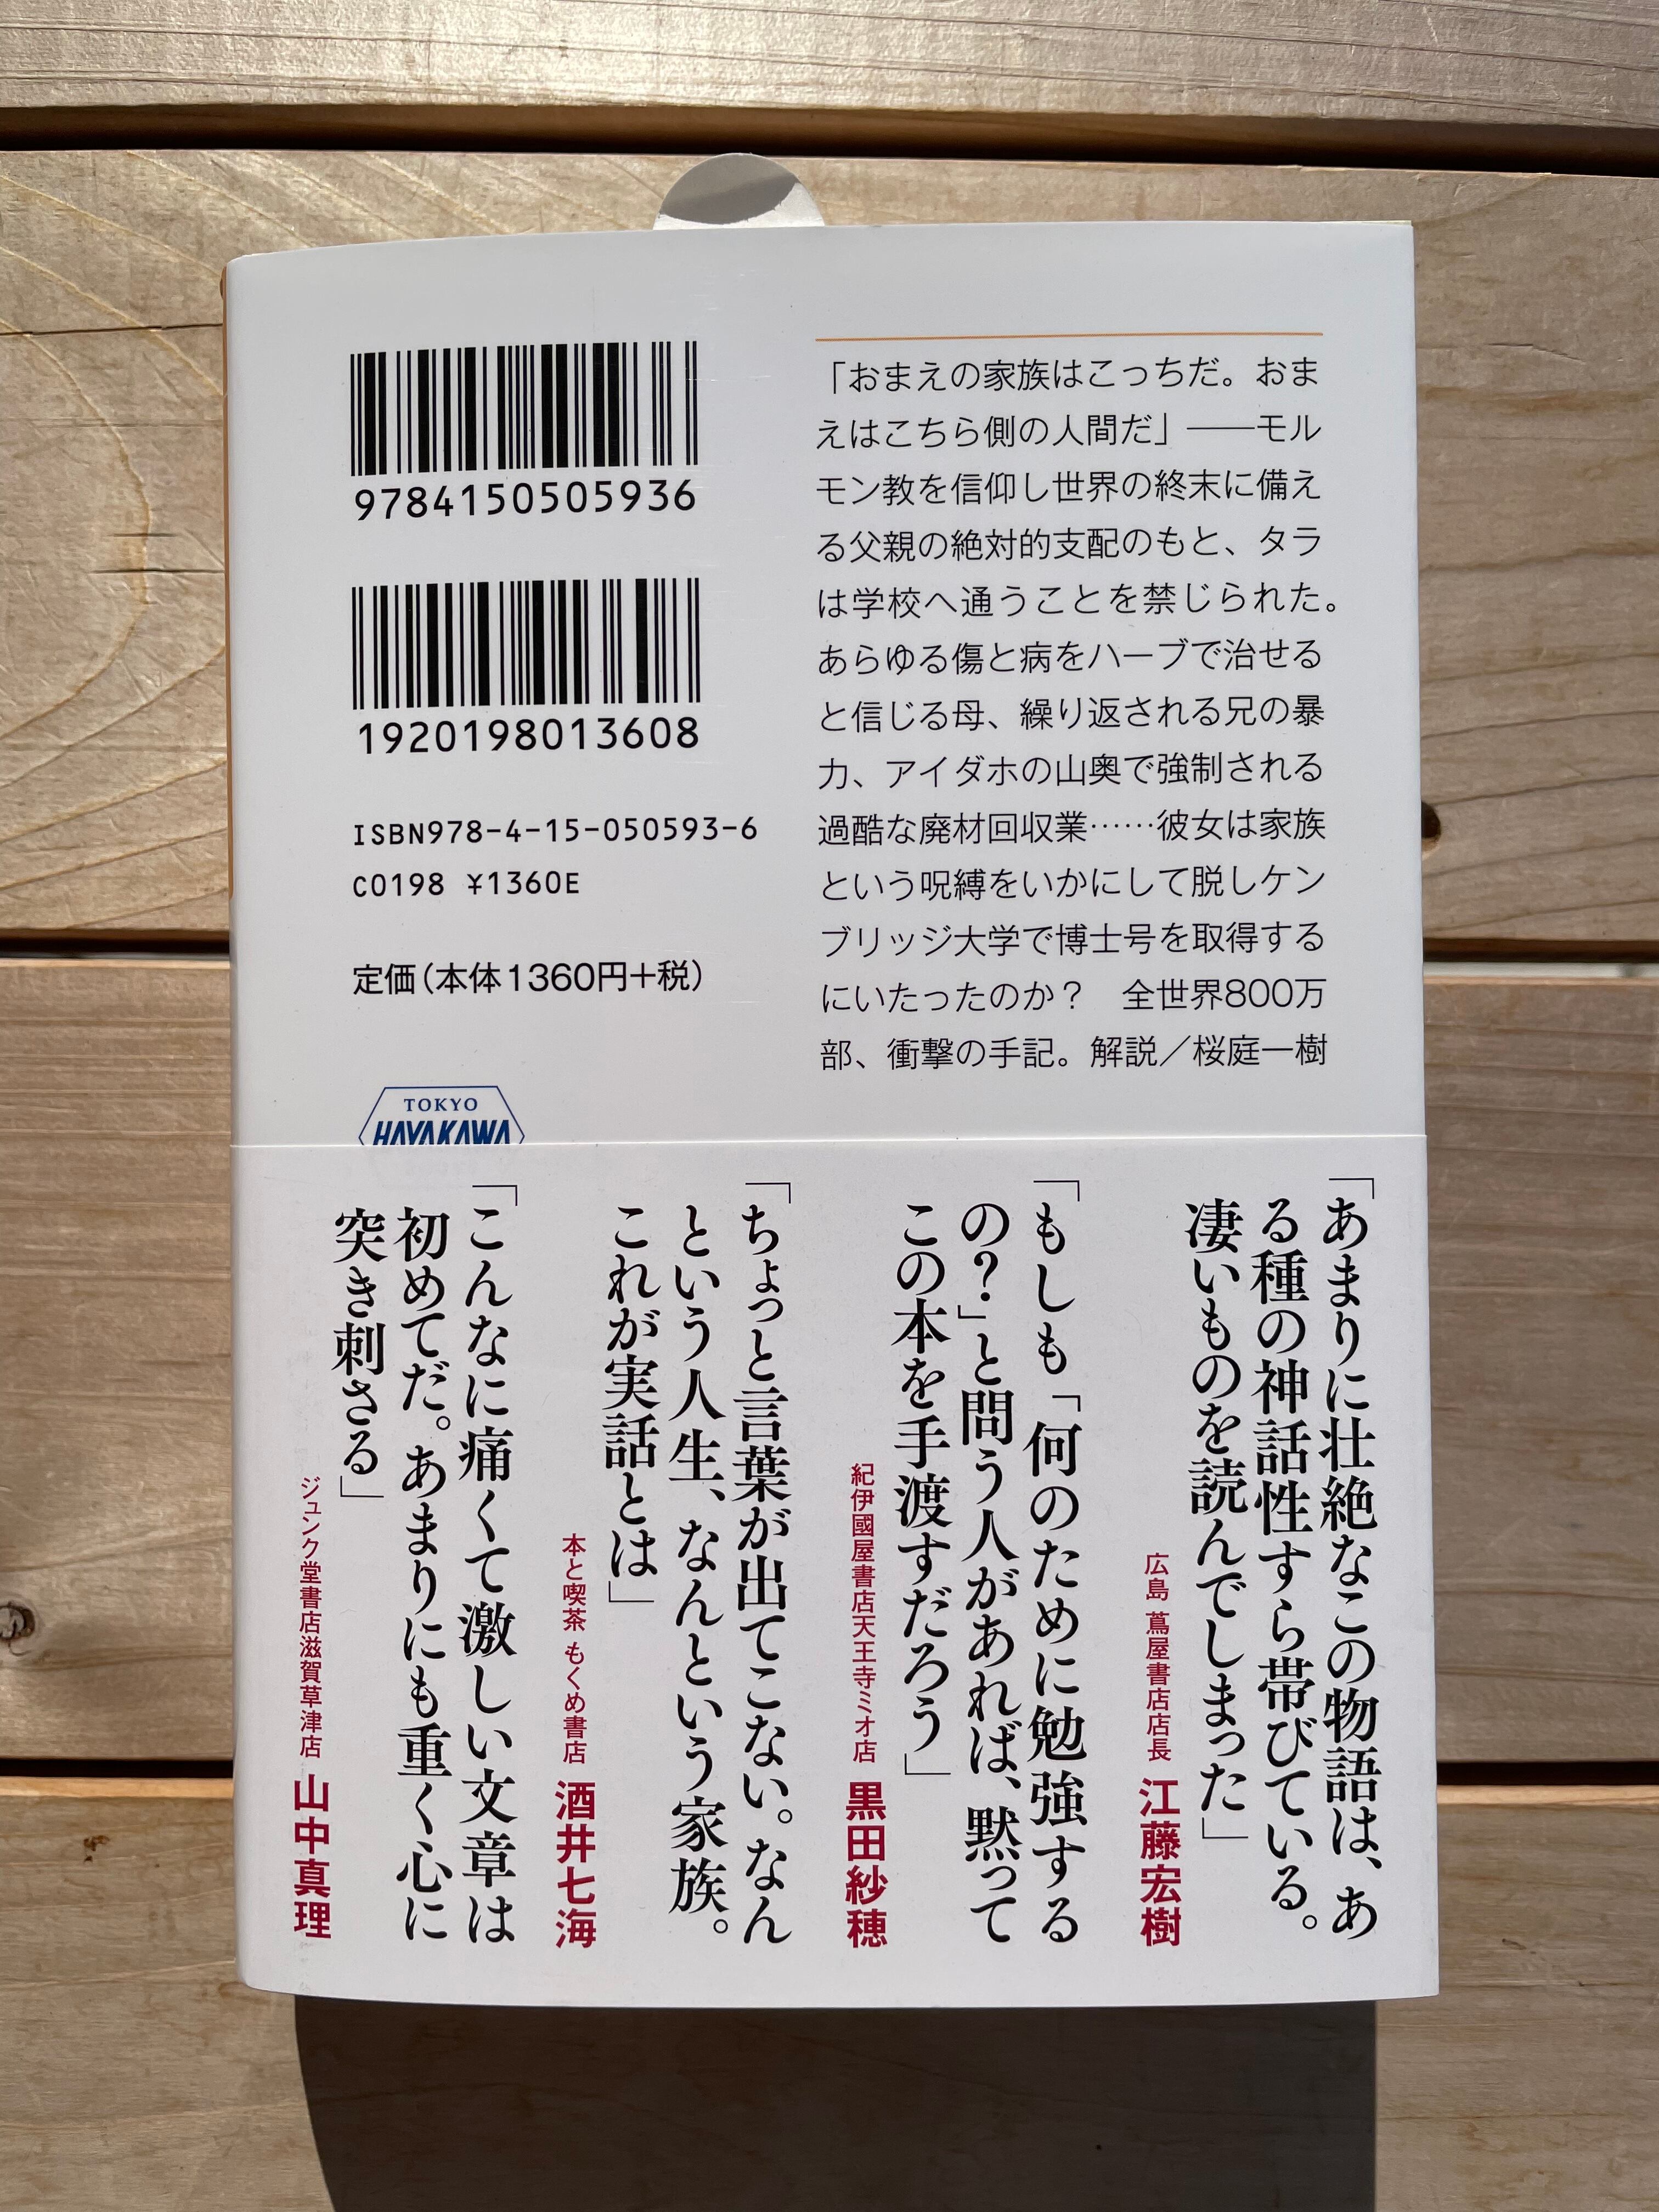 9784150505936
1920198013608
ISBN978-4-15-050593-6
C0198 ¥1360E
定価(本体1360円+税)
TOKYO
HAYAKAWA
「おまえの家族はこっちだ。おま
えはこちら側の人間だ」――モル
モン教を信仰し世界の終末に備え
る父親の絶対的支配のもと、タラ
は学校へ通うことを禁じられた。
あらゆる傷と病をハーブで治せる
と信じる母、繰り返される兄の暴
力、アイダホの山奥で強制される
過酷な廃材回収業……彼女は家族
という呪縛をいかにして脱しケン
ブリッジ大学で博士号を取得する
にいたったのか？　全世界800万
部、衝撃の手記。解説／桜庭一樹
「あまりに壮絶なこの物語は、あ
る種の神話性すら帯びている。
凄いものを読んでしまった」
広島 蔦屋書店店長 江藤宏樹
「もしも「何のために勉強する
の？」と問う人があれば、黙って
この本を手渡すだろう」
紀伊國屋書店天王寺ミオ店 黒田紗穂
「ちょっと言葉が出てこない。なん
という人生、なんという家族。
これが実話とは」
本と喫茶 もくめ書店 酒井七海
「こんなに痛くて激しい文章は
初めてだ。あまりにも重く心に
突き刺さる」
ジュンク堂書店滋賀草津店 山中真理